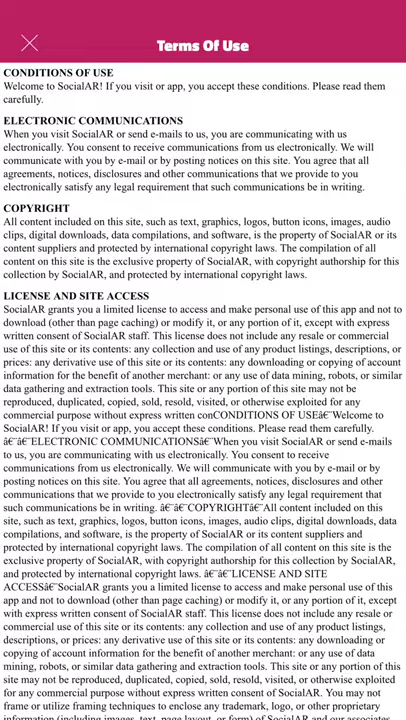 Terms Of Use
CONDITIONS OF USE
Welcome to SocialAR! If you visit or app, you accept these conditions. Please read them
carefully.
ELECTRONIC COMMUNICATIONS
When you visit SocialAR or send e-mails to us, you are communicating with us
electronically. You consent to receive communications from us electronically. We will
communicate with you by e-mail or by posting notices on this site. You agree that all
agreements, notices, disclosures and other communications that we provide to you
electronically satisfy any legal requirement that such communications be in writing.
COPYRIGHT
All content included on this site, such as text, graphics, logos, button icons, images, audio
clips, digital downloads, data compilations, and software, is the property of SocialAR or its
content suppliers and protected by international copyright laws. The compilation of all
content on this site is the exclusive property of SocialAR, with copyright authorship for this
collection by SocialAR, and protected by international copyright laws.
LICENSE AND SITE ACCESS
SocialAR grants you a limited license to access and make personal use of this app and not to
download (other than page caching) or modify it, or any portion of it, except with express
written consent of SocialAR staff. This license does not include any resale or commercial
use of this site or its contents: any collection and use of any product listings, descriptions, or
prices: any derivative use of this site or its contents: any downloading or copying of account
information for the benefit of another merchant: or any use of data mining, robots, or similar
data gathering and extraction tools. This site or any portion of this site may not be
reproduced, duplicated, copied, sold, resold, visited, or otherwise exploited for any
commercial purpose without express written conCONDITIONS OF USEâ€¨Welcome to
SocialAR! If you visit or app, you accept these conditions. Please read them carefully.
â€¨â€¨ELECTRONIC COMMUNICATIONSâ€¨When you visit SocialAR or send e-mails
to us, you are communicating with us electronically. You consent to receive
communications from us electronically. We will communicate with you by e-mail or by
posting notices on this site. You agree that all agreements, notices, disclosures and other
communications that we provide to you electronically satisfy any legal requirement that
such communications be in writing. â€¨â€¨COPYRIGHTâ€¨All content included on this
site, such as text, graphics, logos, button icons, images, audio clips, digital downloads, data
compilations, and software, is the property of SocialAR or its content suppliers and
protected by international copyright laws. The compilation of all content on this site is the
exclusive property of SocialAR, with copyright authorship for this collection by SocialAR,
and protected by international copyright laws. â€¨â€¨LICENSE AND SITE
ACCESSâ€¨SocialAR grants you a limited license to access and make personal use of this
app and not to download (other than page caching) or modify it, or any portion of it, except
with express written consent of SocialAR staff. This license does not include any resale or
commercial use of this site or its contents: any collection and use of any product listings,
descriptions, or prices: any derivative use of this site or its contents: any downloading or
copying of account information for the benefit of another merchant: or any use of data
mining, robots, or similar data gathering and extraction tools. This site or any portion of this
site may not be reproduced, duplicated, copied, sold, resold, visited, or otherwise exploited
for any commercial purpose without express written consent of SocialAR. You may not
frame or utilize framing techniques to enclose any trademark, logo, or other proprietary
information (including images, text, page layout, or form) of SocialAR and our associates